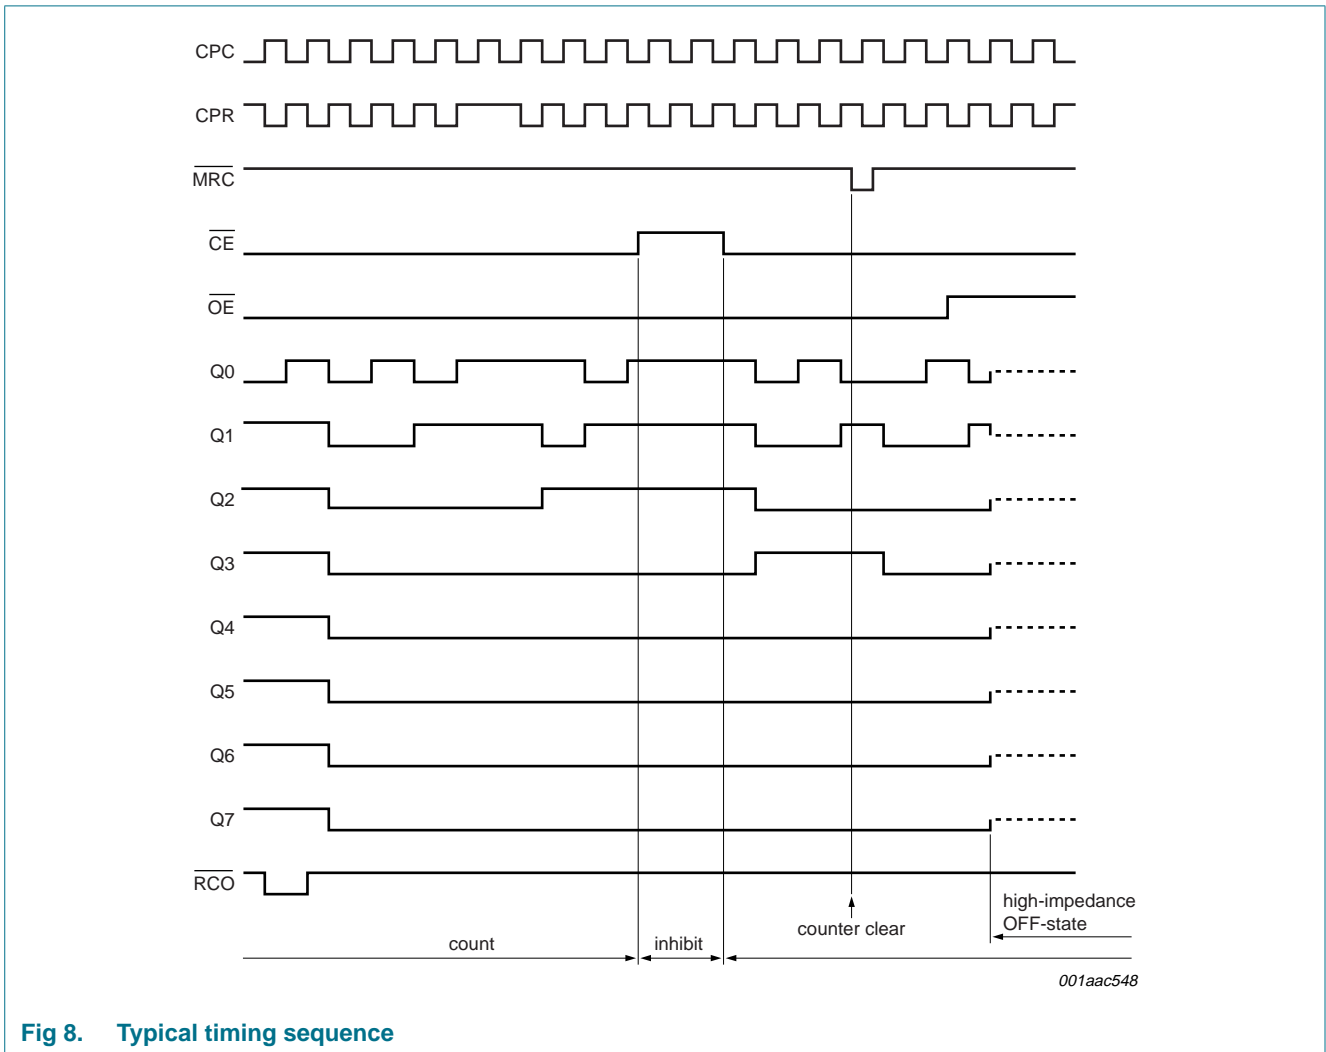 CPC
CPR
MRC
CE
OE
Q0
Q1
Q2
Q3
Q4
Q5
Q6
Q7
RCO
high-impedance
OFF-state
counter clear
count
inhibit
001aac548
Fig 8. Typical timing sequence